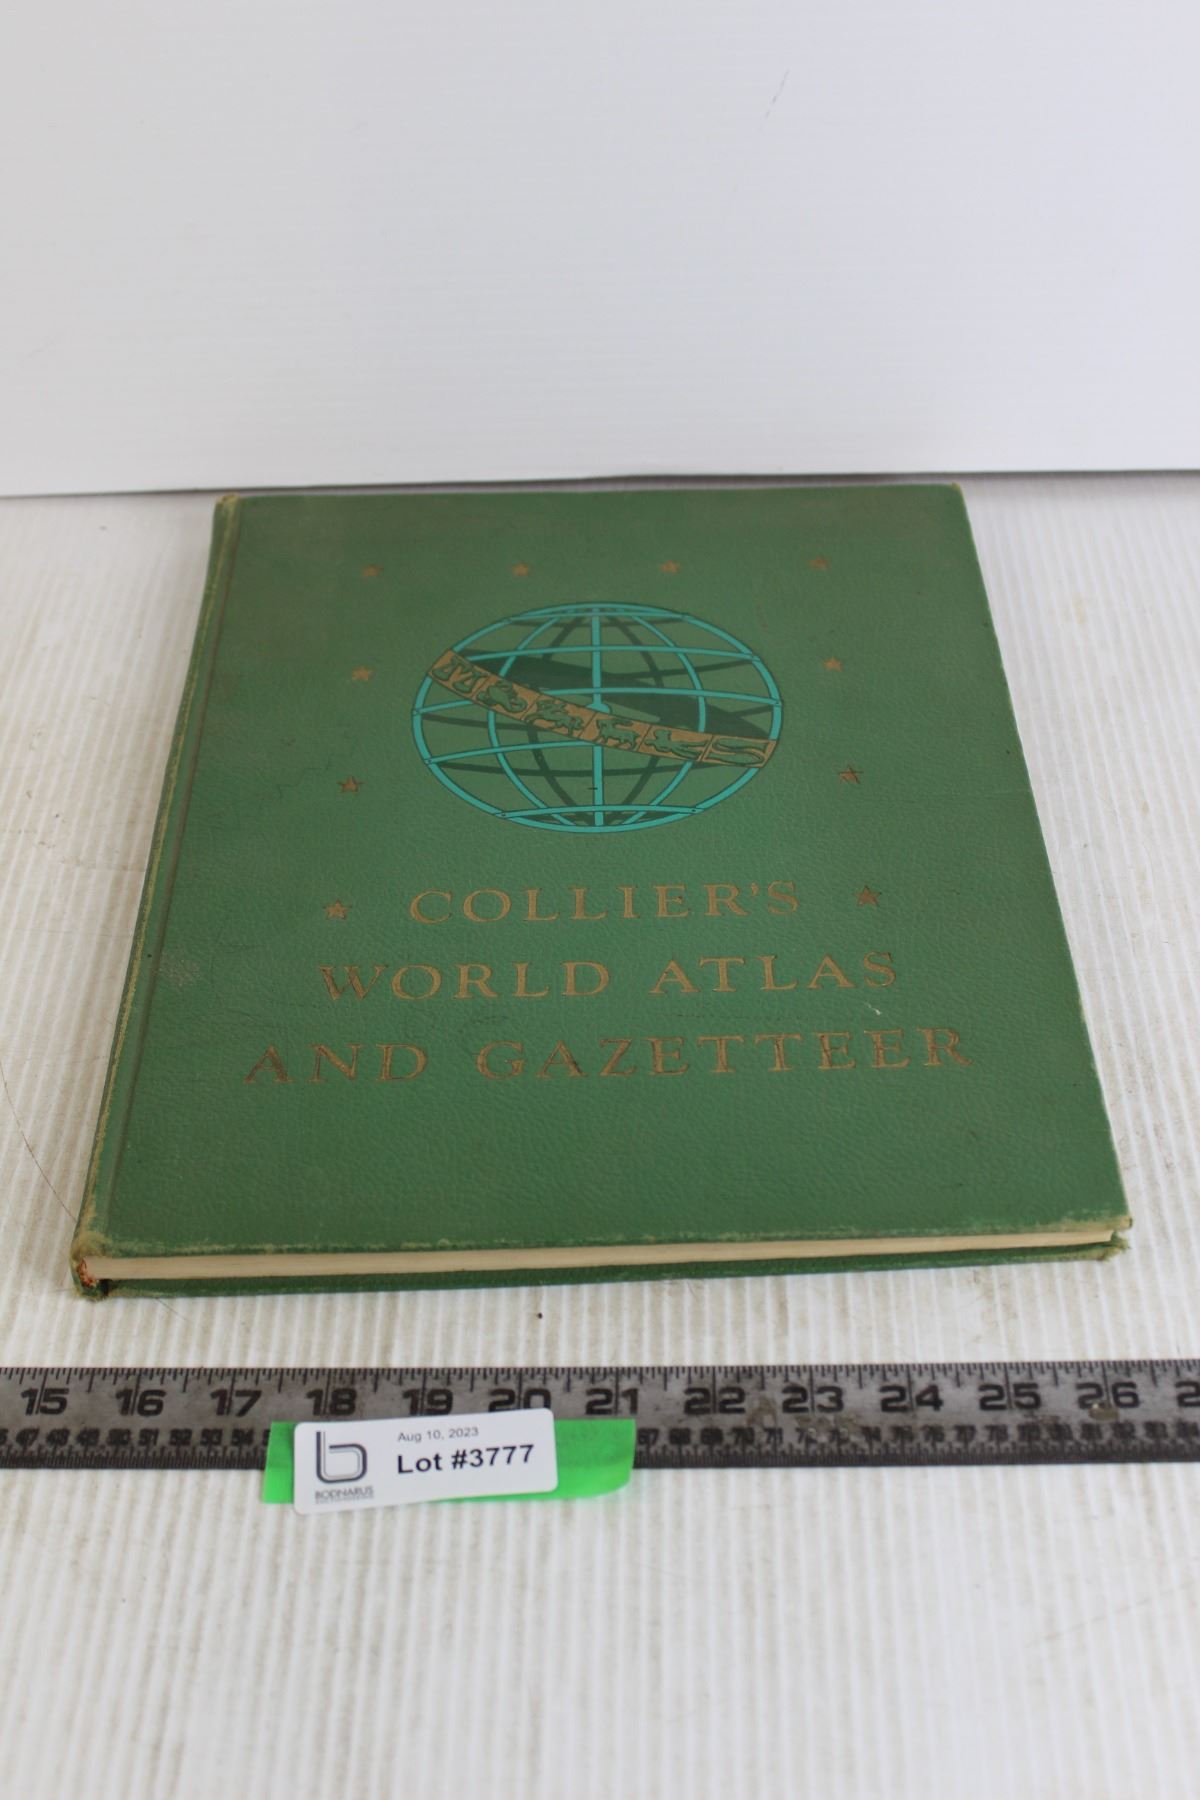 COLLIER'S
WORLD ATLAS
AND GAZETTEER
15 16 17 18 19 20 21 22 23 24 25 26
Aug 10, 2023
Lot #3777
BODNARUS